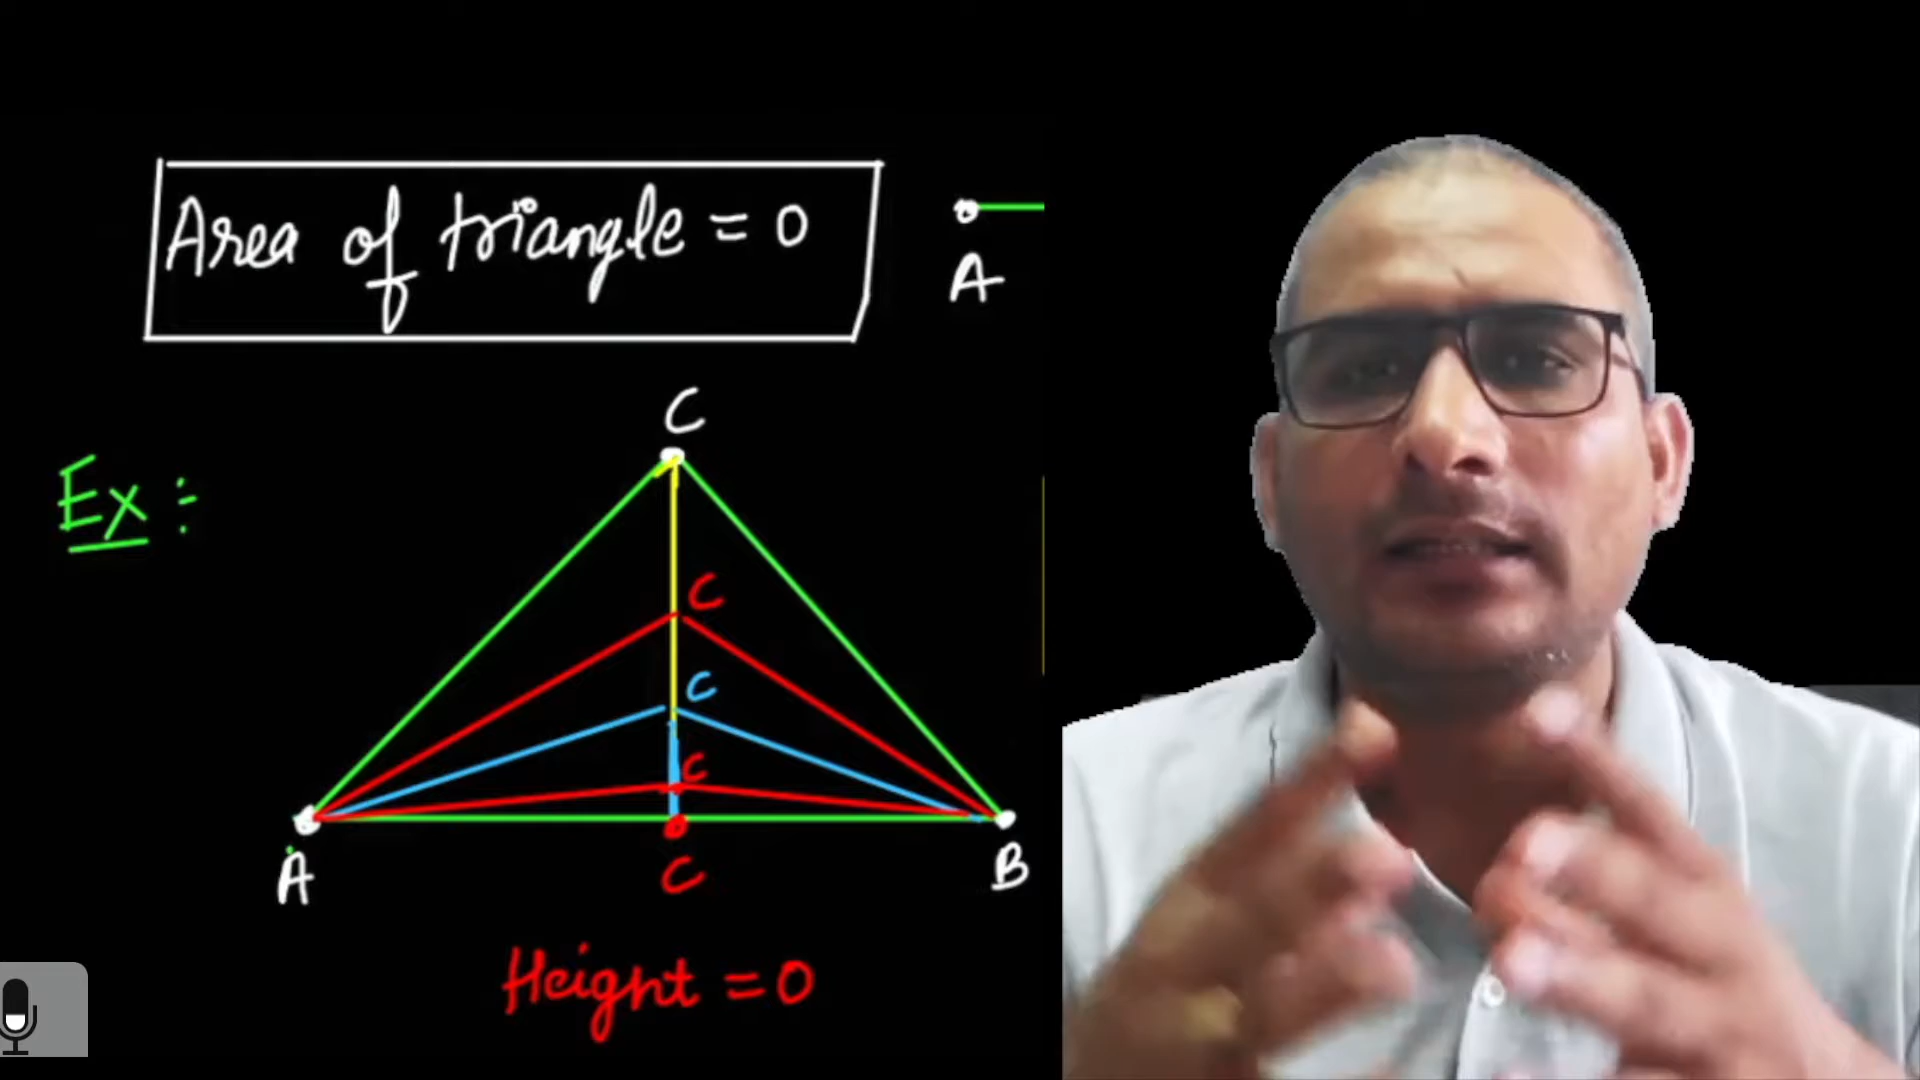 Area of triangle = 0
A
Ex :-
C
C
C
C
A
C
B
Height = 0